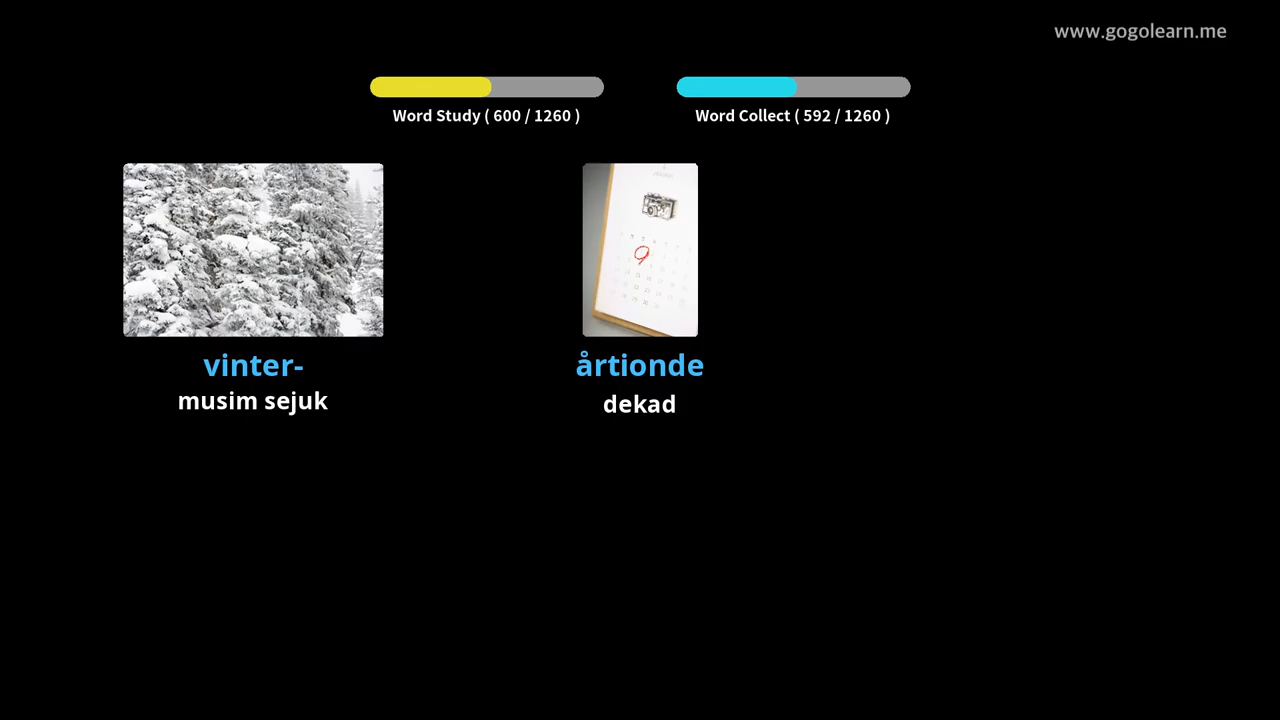 www.gogolearn.me
Word Study ( 600 / 1260 )
Word Collect ( 592 / 1260 )
vinter-
musim sejuk
årtionde
dekad